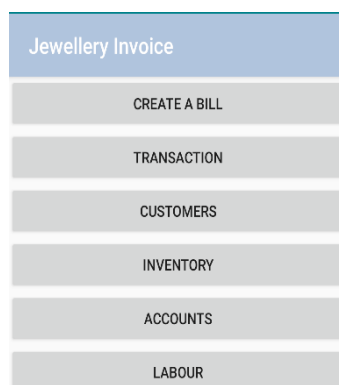 Jewellery Invoice
CREATE A BILL
TRANSACTION
CUSTOMERS
INVENTORY
ACCOUNTS
LABOUR